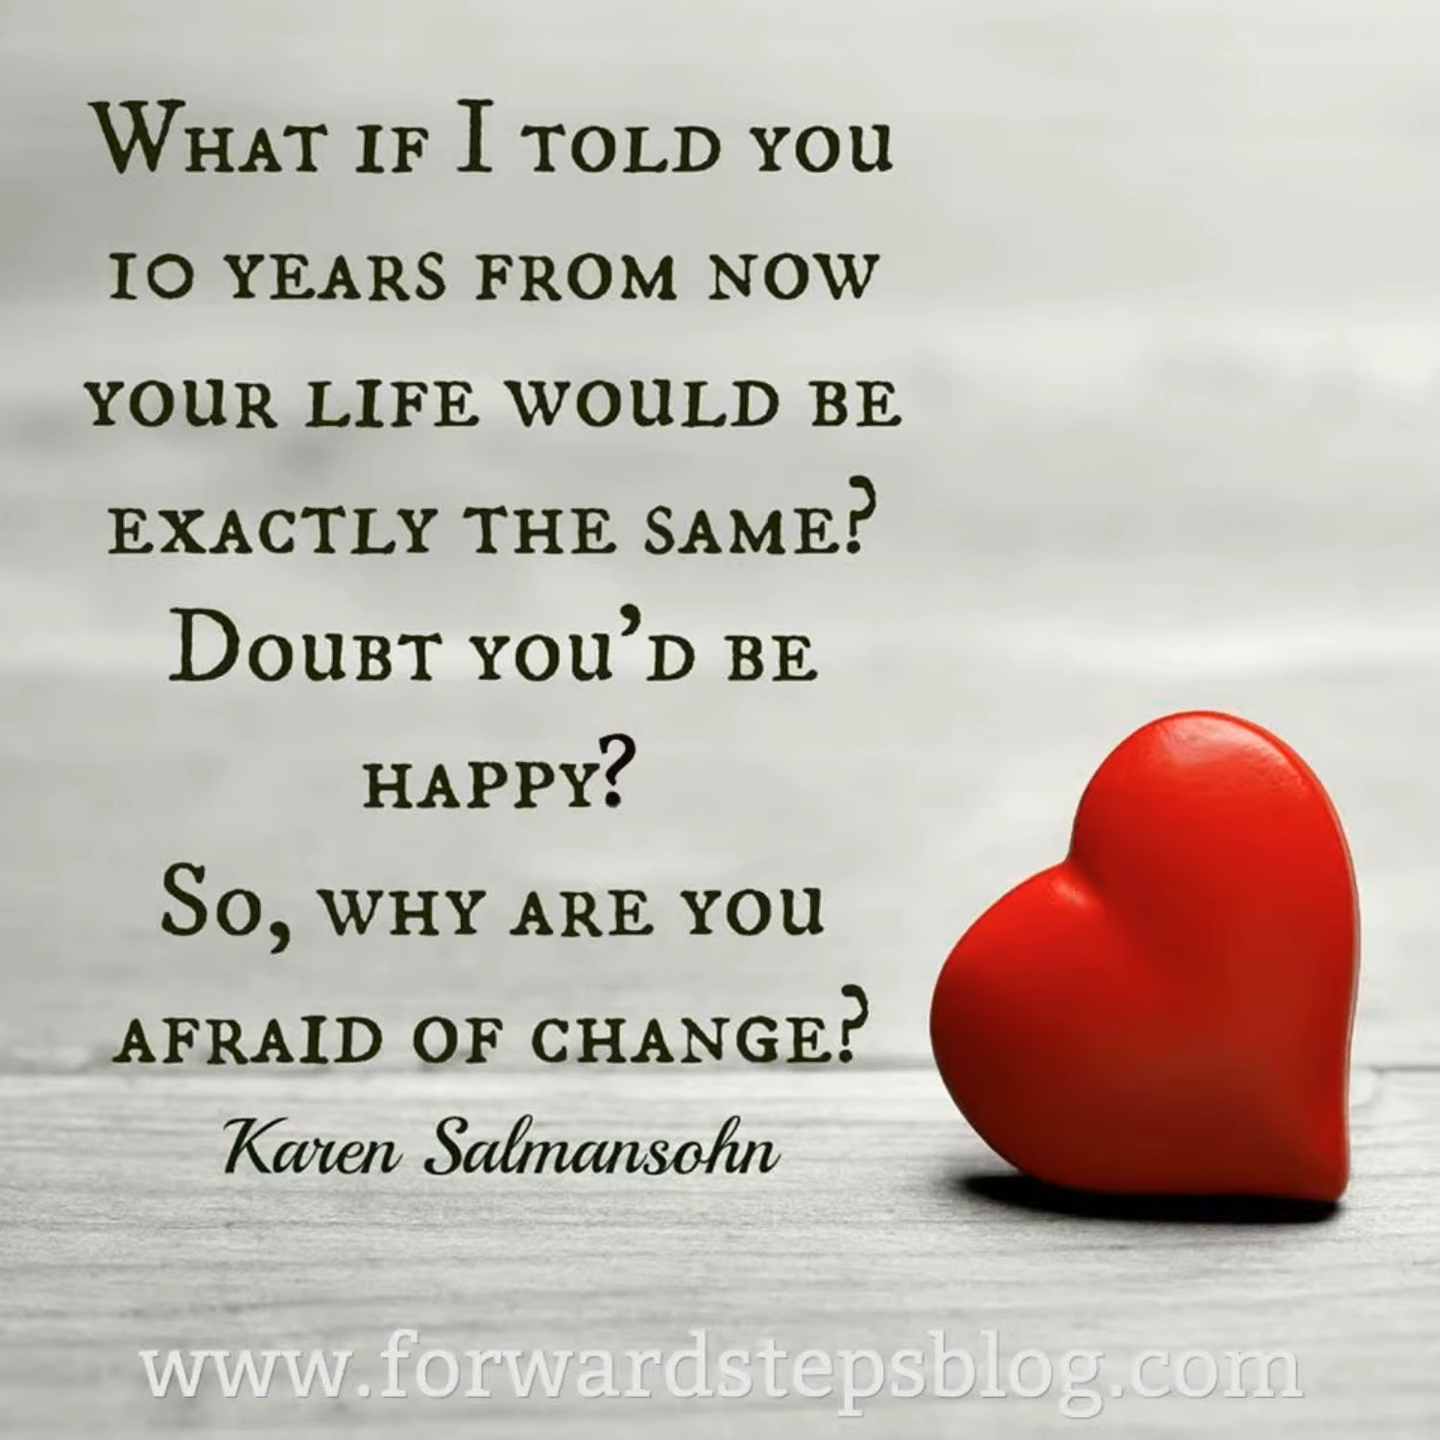 What if I told you
10 years from now
your life would be
exactly the same?
Doubt you'd be
happy?
So, why are you
afraid of change?
Karen Salmansohn
www.forwardstepsblog.com